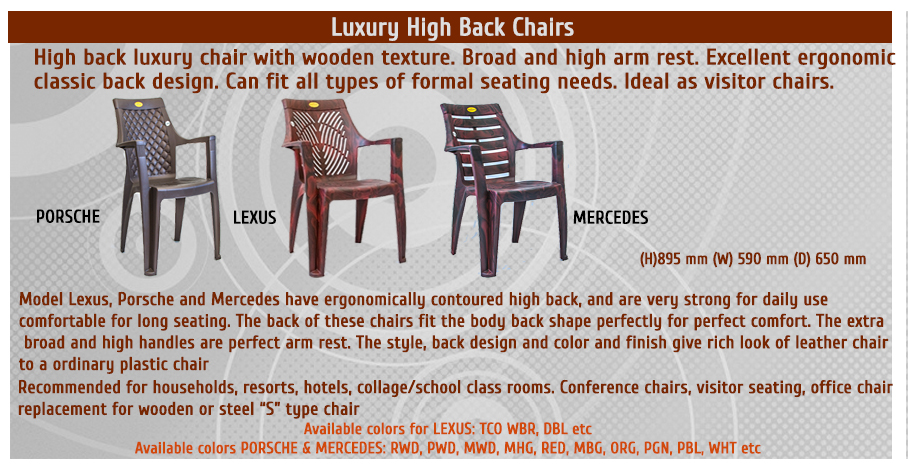 Luxury High Back Chairs
High back luxury chair with wooden texture. Broad and high arm rest. Excellent ergonomic
classic back design. Can fit all types of formal seating needs. Ideal as visitor chairs.
PORSCHE
LEXUS
MERCEDES
(H)895 mm (W) 590 mm (D) 650 mm
Model Lexus, Porsche and Mercedes have ergonomically contoured high back, and are very strong for daily use
comfortable for long seating. The back of these chairs fit the body back shape perfectly for perfect comfort. The extra
broad and high handles are perfect arm rest. The style, back design and color and finish give rich look of leather chair
to a ordinary plastic chair
Recommended for households, resorts, hotels, collage/school class rooms. Conference chairs, visitor seating, office chair
replacement for wooden or steel “S” type chair
Available colors for LEXUS: TCO WBR, DBL etc
Available colors PORSCHE & MERCEDES: RWD, PWD, MWD, MHG, RED, MBG, ORG, PGN, PBL, WHT etc